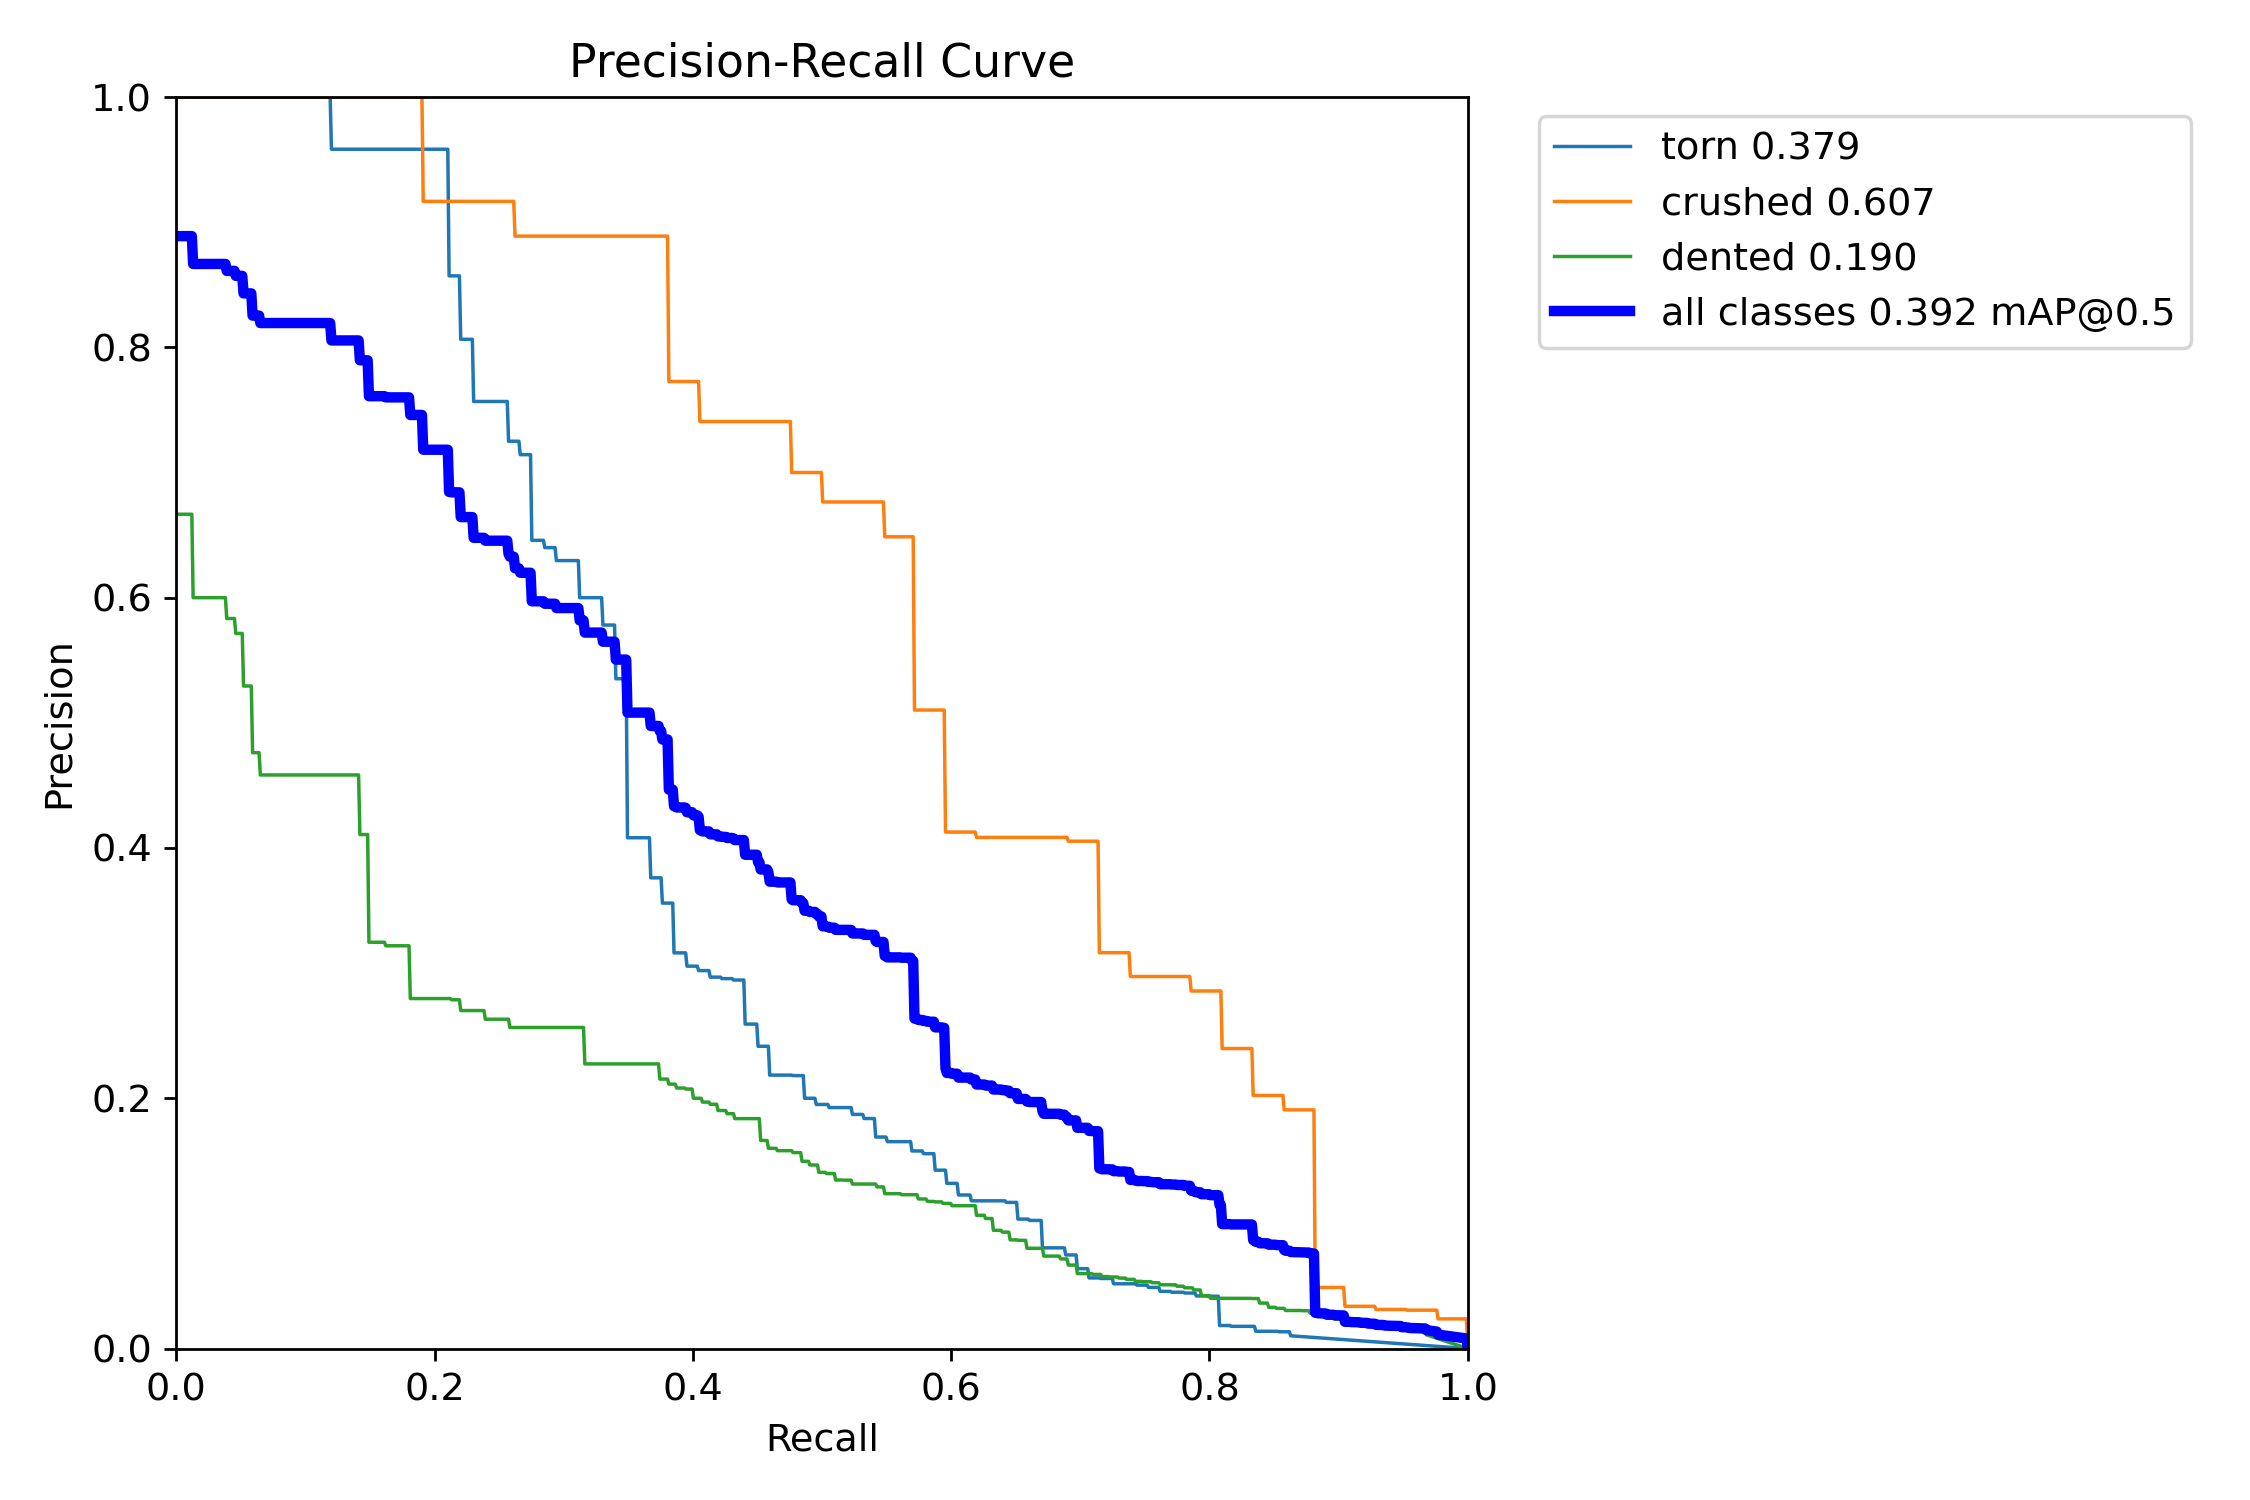 Precision-Recall Curve
1.0
0.8
0.6
0.4
0.2
0.0
Precision
0.0 0.2 0.4 0.6 0.8 1.0
Recall
torn 0.379
crushed 0.607
dented 0.190
all classes 0.392 mAP@0.5